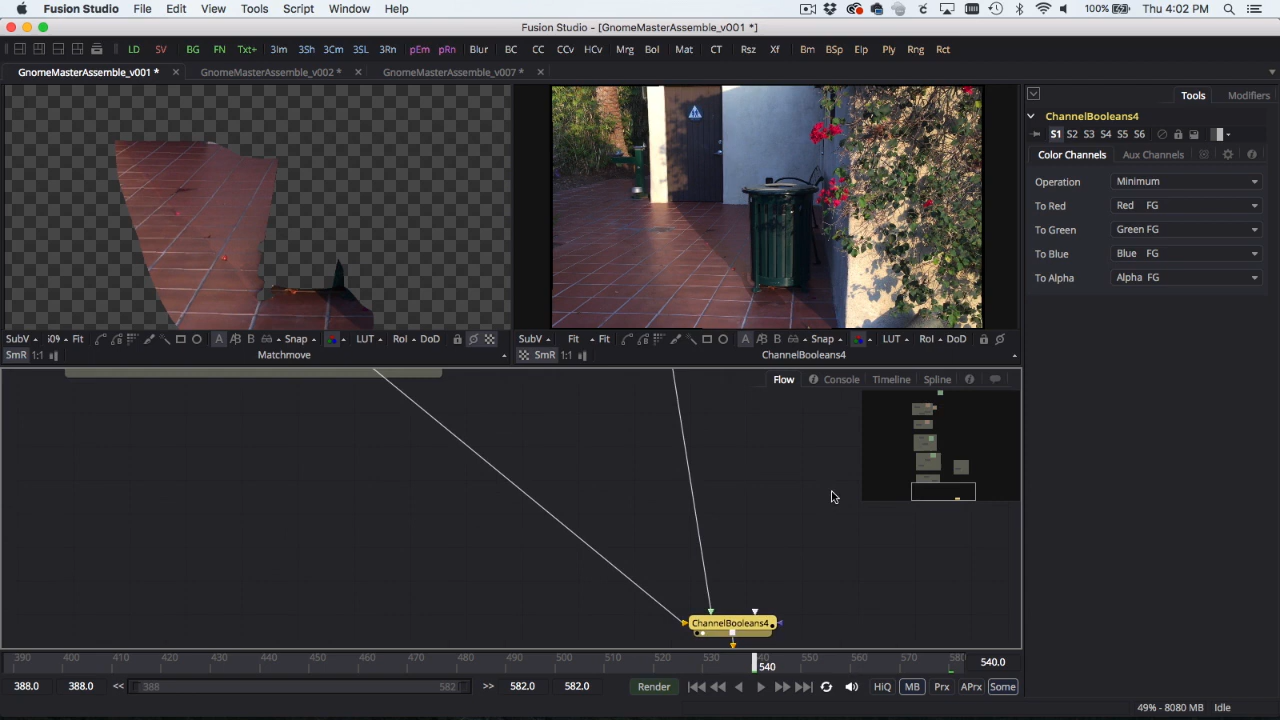 Fusion Studio File Edit View Tools Script Window Help 100% Thu 4:02 PM
Fusion Studio - [GnomeMasterAssemble_v001 *]
LD SV BG FN Txt+ 3Im 3Sh 3Cm 3SL 3Rn pEm pRn Blur BC CC CCv HCv Mrg Bol Mat CT Rsz Xf Bm BSp Elp Ply Rng Rct
GnomeMasterAssemble_v001 * GnomeMasterAssemble_v002 * GnomeMasterAssemble_v007 *
Tools Modifiers
ChannelBooleans4
S1 S2 S3 S4 S5 S6
Color Channels Aux Channels
Operation Minimum
To Red Red FG
To Green Green FG
To Blue Blue FG
To Alpha Alpha FG
SubV 509 Fit A B Snap LUT RoI DoD
SmR 1:1 Matchmove
SubV Fit Fit A B Snap LUT RoI DoD
SmR 1:1 ChannelBooleans4
Flow Console Timeline Spline
ChannelBooleans4
390 400 410 420 430 440 450 460 470 480 490 500 510 520 530 540 550 560 570 580 540.0
388.0 388.0 << 388 582 >> 582.0 582.0 Render HiQ MB Prx APrx Some
49% - 8080 MB Idle